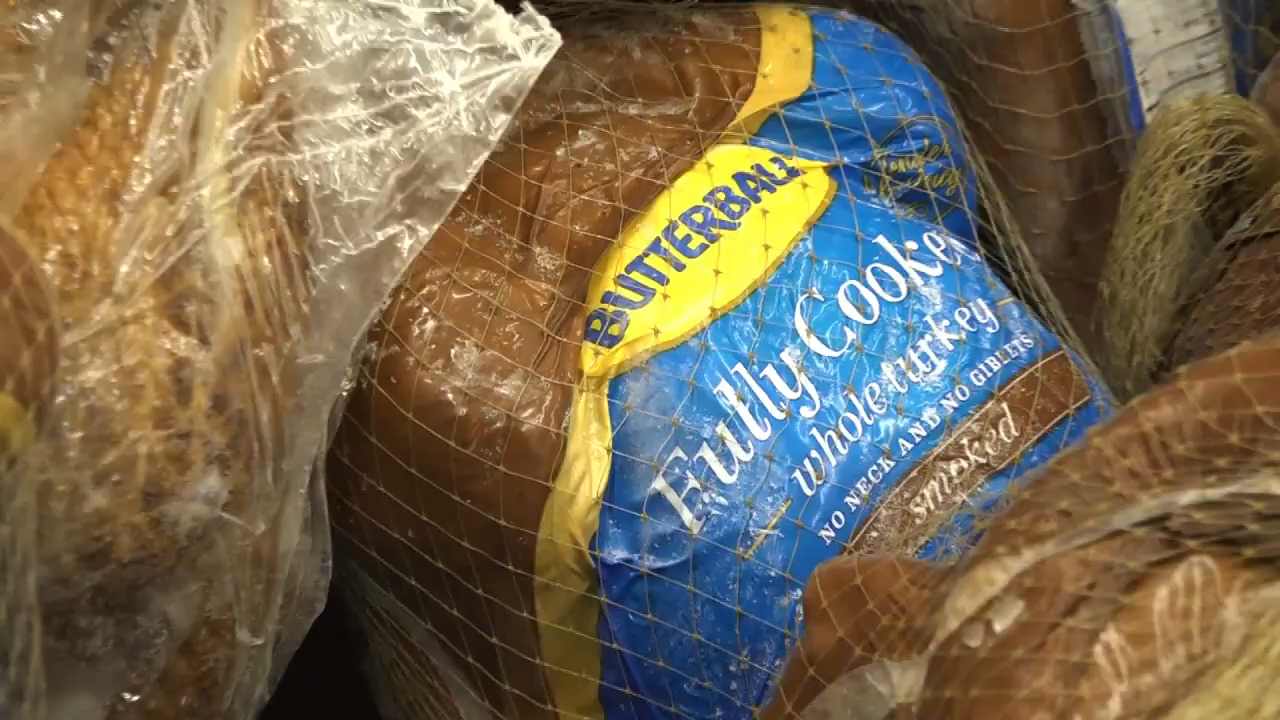 BUTTERBALL
Fully Cooked
whole turkey
NO NECK AND NO GIBLETS
smoked